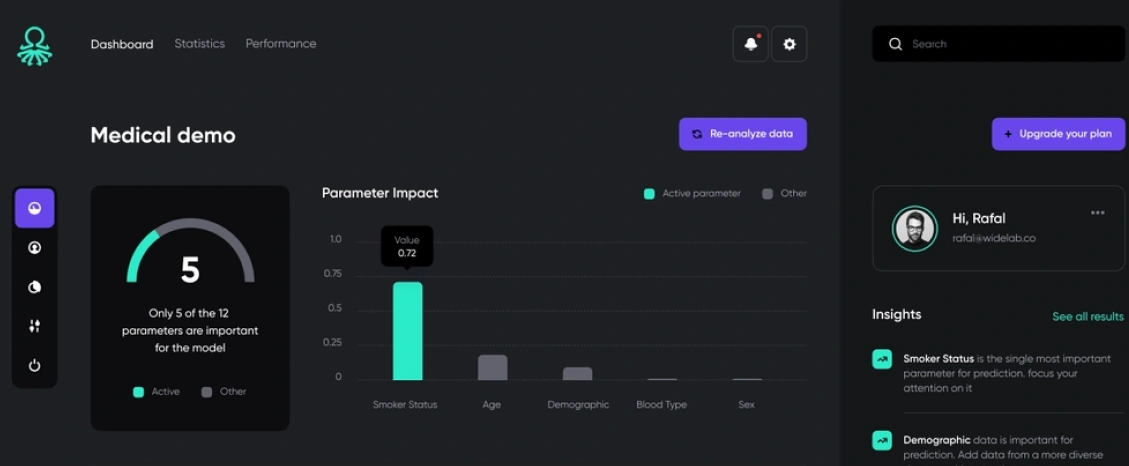 Dashboard Statistics Performance
Search
Medical demo
Re-analyze data
+ Upgrade your plan
5
Only 5 of the 12
parameters are important
for the model
Active Other
Parameter Impact
Active parameter Other
Value
0.72
1.0
0.75
0.5
0.25
0
Smoker Status Age Demographic Blood Type Sex
Hi, Rafal
rafal@widelab.co
Insights
See all results
Smoker Status is the single most important
parameter for prediction. focus your
attention on it
Demographic data is important for
prediction. Add data from a more diverse